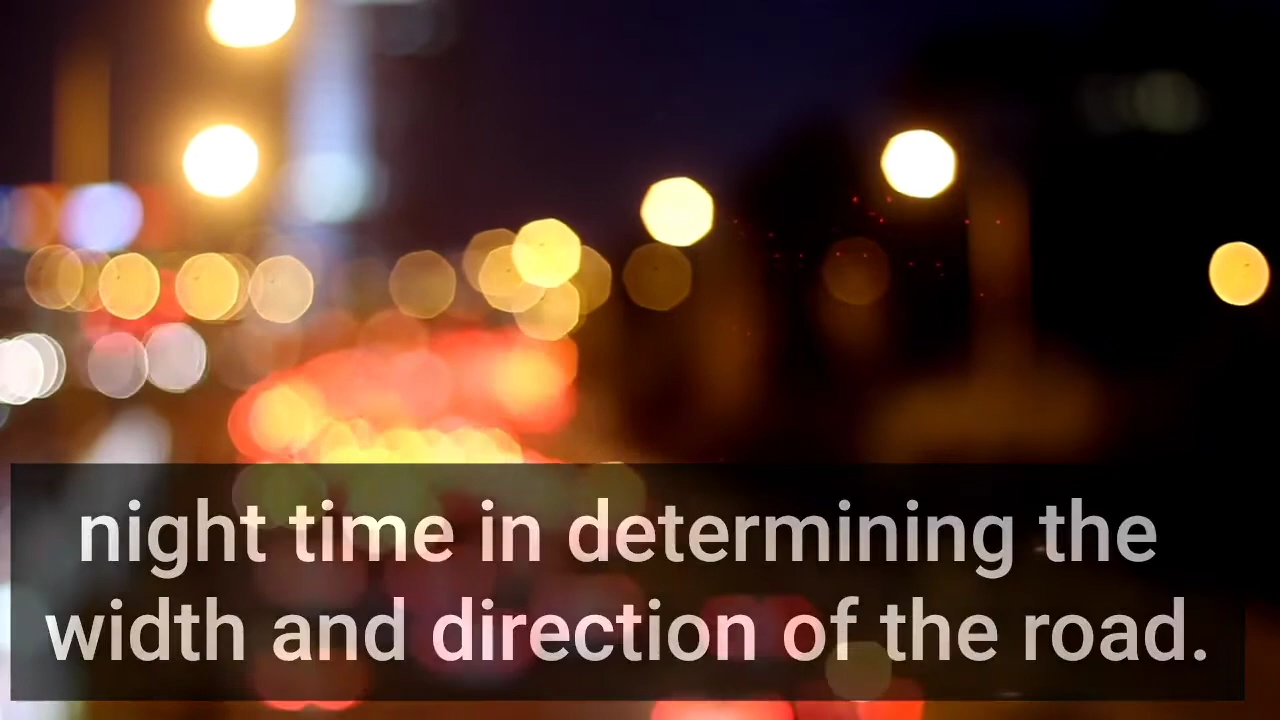 night time in determining the
width and direction of the road.